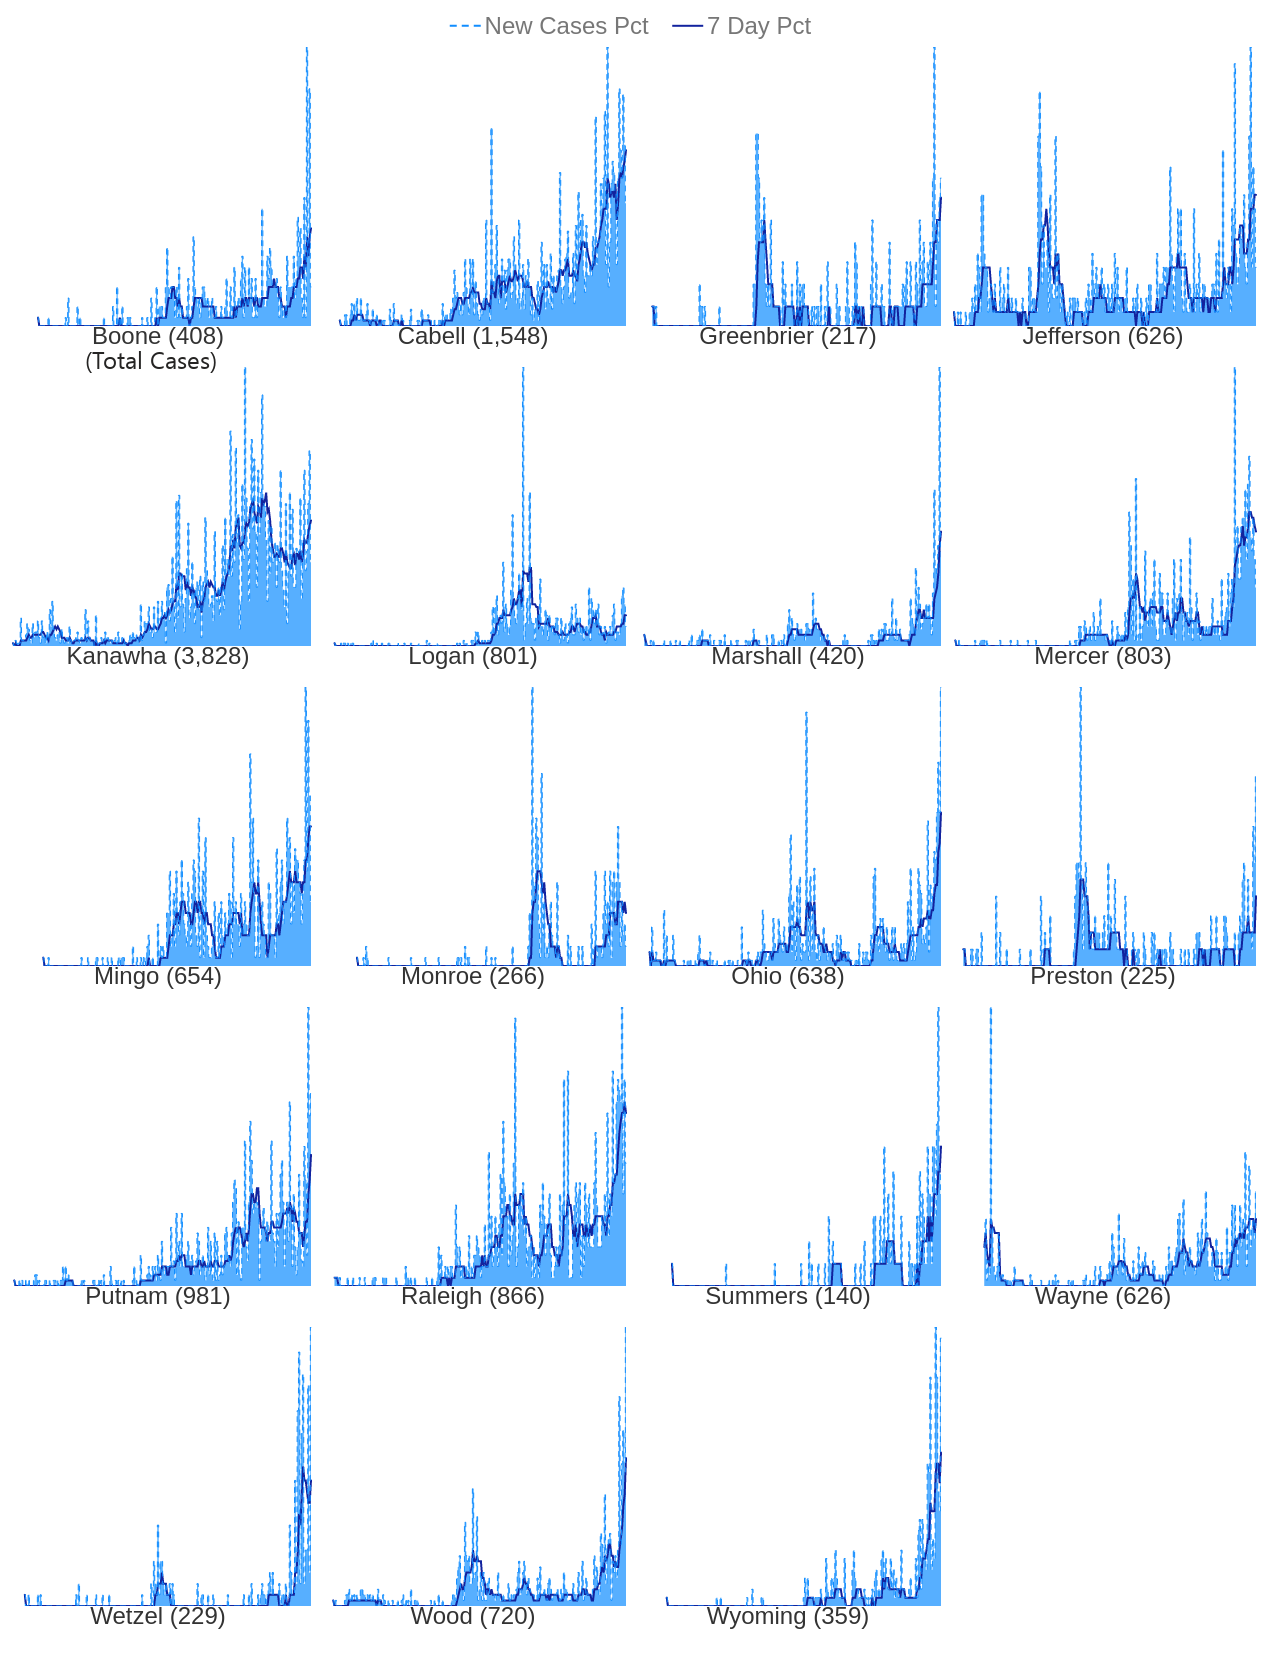 New Cases Pct 7 Day Pct
Boone (408) Cabell (1,548) Greenbrier (217) Jefferson (626)
(Total Cases)
Kanawha (3,828) Logan (801) Marshall (420) Mercer (803)
Mingo (654) Monroe (266) Ohio (638) Preston (225)
Putnam (981) Raleigh (866) Summers (140) Wayne (626)
Wetzel (229) Wood (720) Wyoming (359)